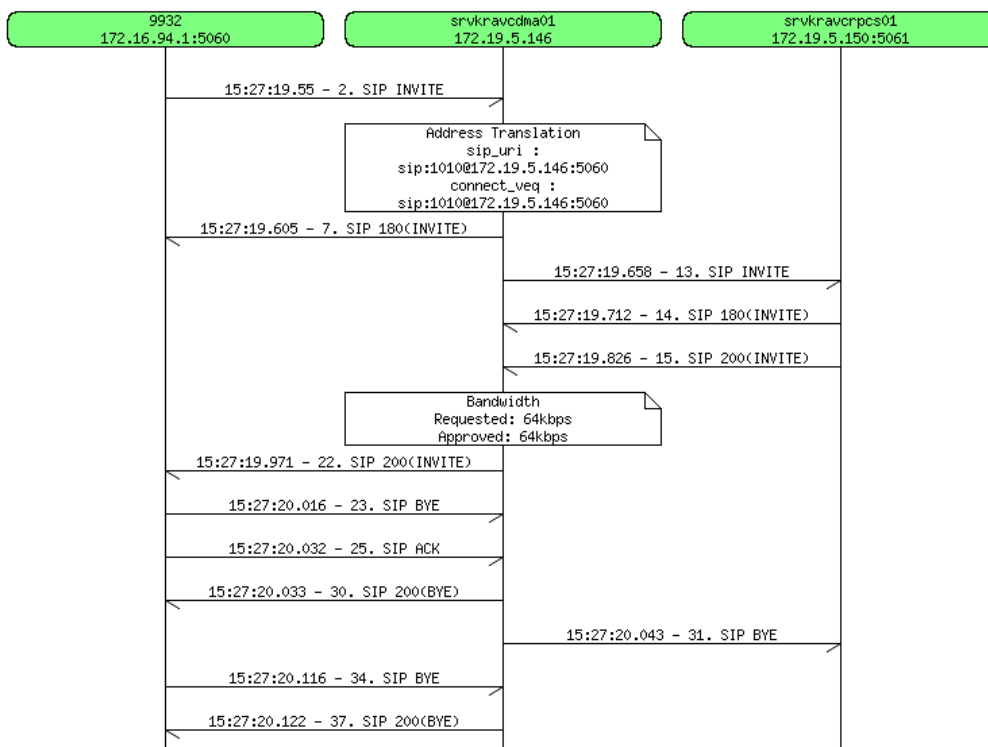 9932
172.16.94.1:5060
srvkravcdma01
172.19.5.146
srvkravcrpcs01
172.19.5.150:5061
15:27:19.55 - 2. SIP INVITE
Address Translation
sip_uri :
sip:1010@172.19.5.146:5060
connect_veq :
sip:1010@172.19.5.146:5060
15:27:19.605 - 7. SIP 180(INVITE)
15:27:19.658 - 13. SIP INVITE
15:27:19.712 - 14. SIP 180(INVITE)
15:27:19.826 - 15. SIP 200(INVITE)
Bandwidth
Requested: 64kbps
Approved: 64kbps
15:27:19.971 - 22. SIP 200(INVITE)
15:27:20.016 - 23. SIP BYE
15:27:20.032 - 25. SIP ACK
15:27:20.033 - 30. SIP 200(BYE)
15:27:20.043 - 31. SIP BYE
15:27:20.116 - 34. SIP BYE
15:27:20.122 - 37. SIP 200(BYE)